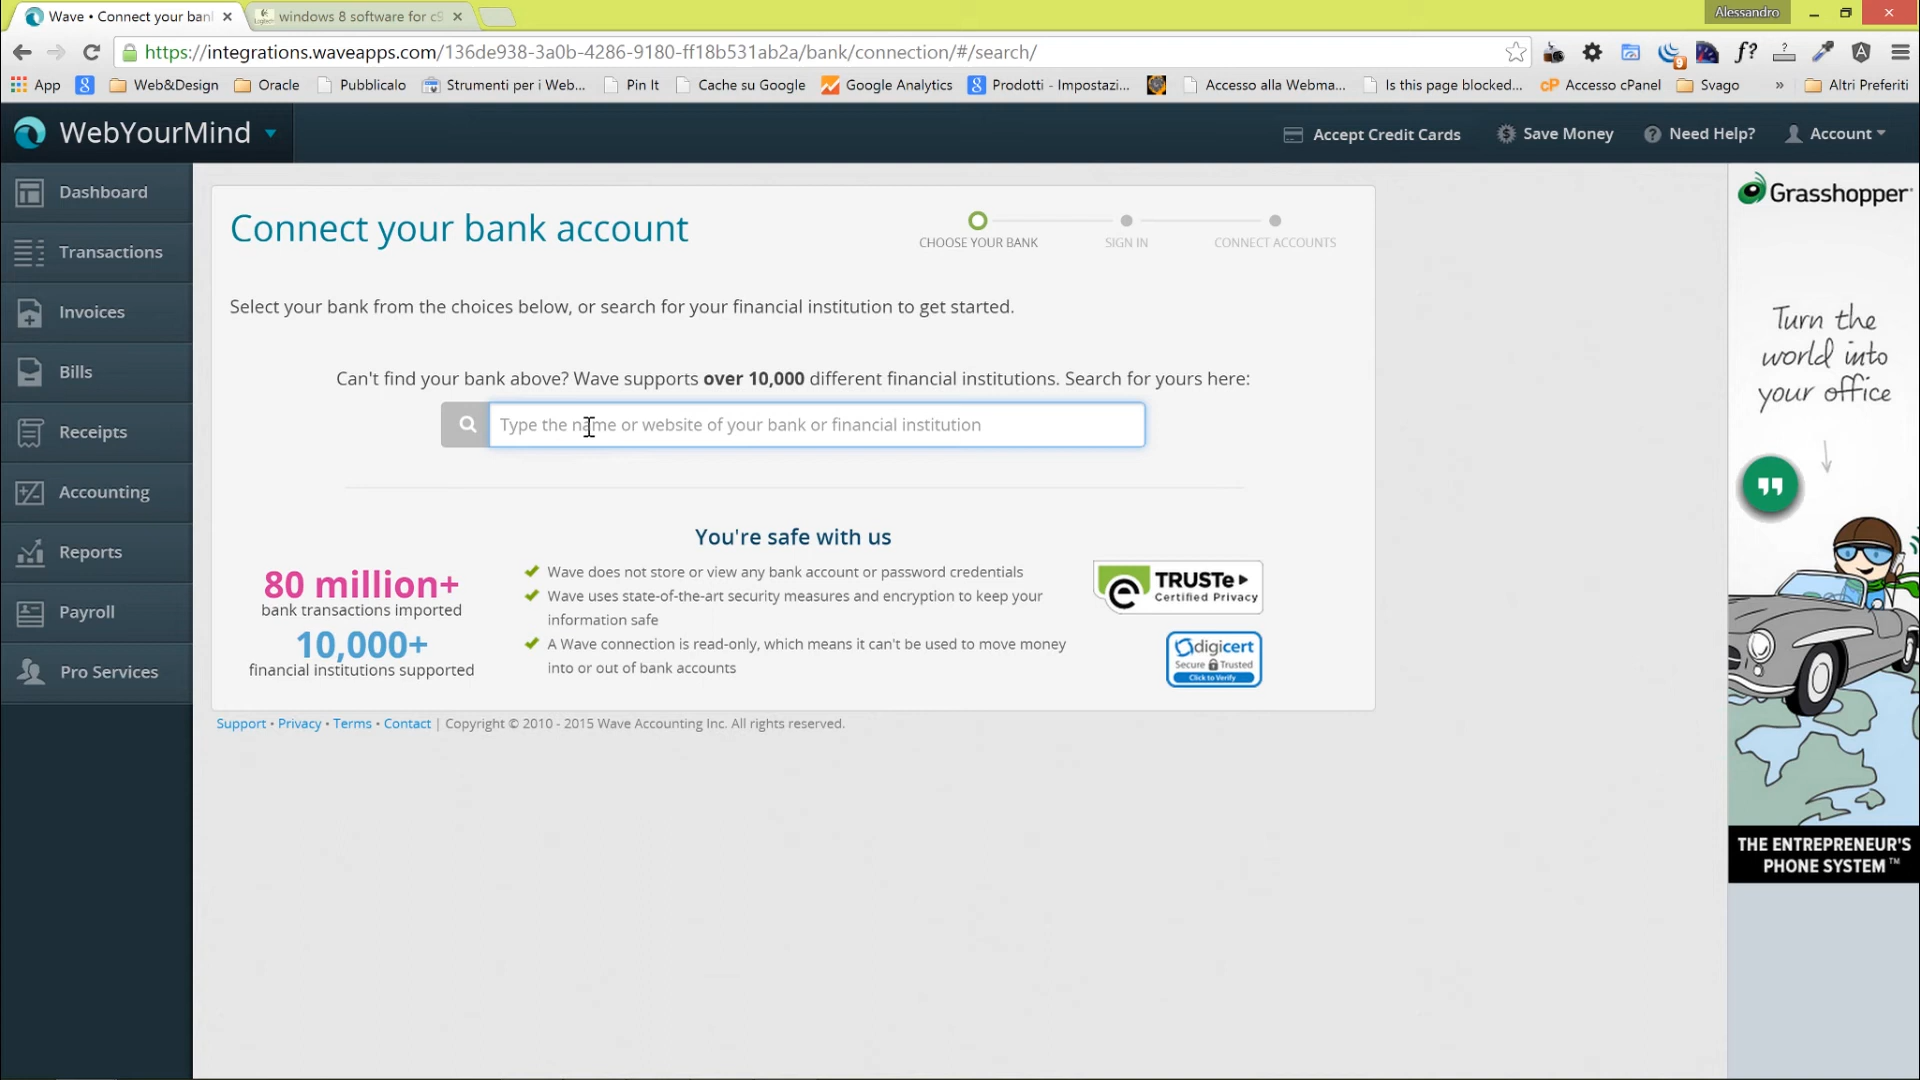 Wave • Connect your banl
windows 8 software for c9
Alessandro
https://integrations.waveapps.com/136de938-3a0b-4286-9180-ff18b531ab2a/bank/connection/#/search/
f?
9
App
8
Web&Design
Oracle
Pubblicalo
Strumenti per i Web...
Pin It
Cache su Google
Google Analytics
8
Prodotti - Impostazi...
Accesso alla Webma...
Is this page blocked...
cP
Accesso cPanel
Svago
»
Altri Preferiti
WebYourMind
Accept Credit Cards
Save Money
Need Help?
Account
Dashboard
Transactions
Invoices
Bills
Receipts
Accounting
Reports
Payroll
Pro Services
Connect your bank account
CHOOSE YOUR BANK
SIGN IN
CONNECT ACCOUNTS
Select your bank from the choices below, or search for your financial institution to get started.
Can't find your bank above? Wave supports over 10,000 different financial institutions. Search for yours here:
Type the name or website of your bank or financial institution
You're safe with us
80 million+
bank transactions imported
10,000+
financial institutions supported
Wave does not store or view any bank account or password credentials
Wave uses state-of-the-art security measures and encryption to keep your
information safe
A Wave connection is read-only, which means it can't be used to move money
into or out of bank accounts
TRUSTe
Certified Privacy
digicert
Secure Trusted
Click to Verify
Support • Privacy • Terms • Contact | Copyright © 2010 - 2015 Wave Accounting Inc. All rights reserved.
Grasshopper
Turn the
world into
your office
THE ENTREPRENEUR'S
PHONE SYSTEM™